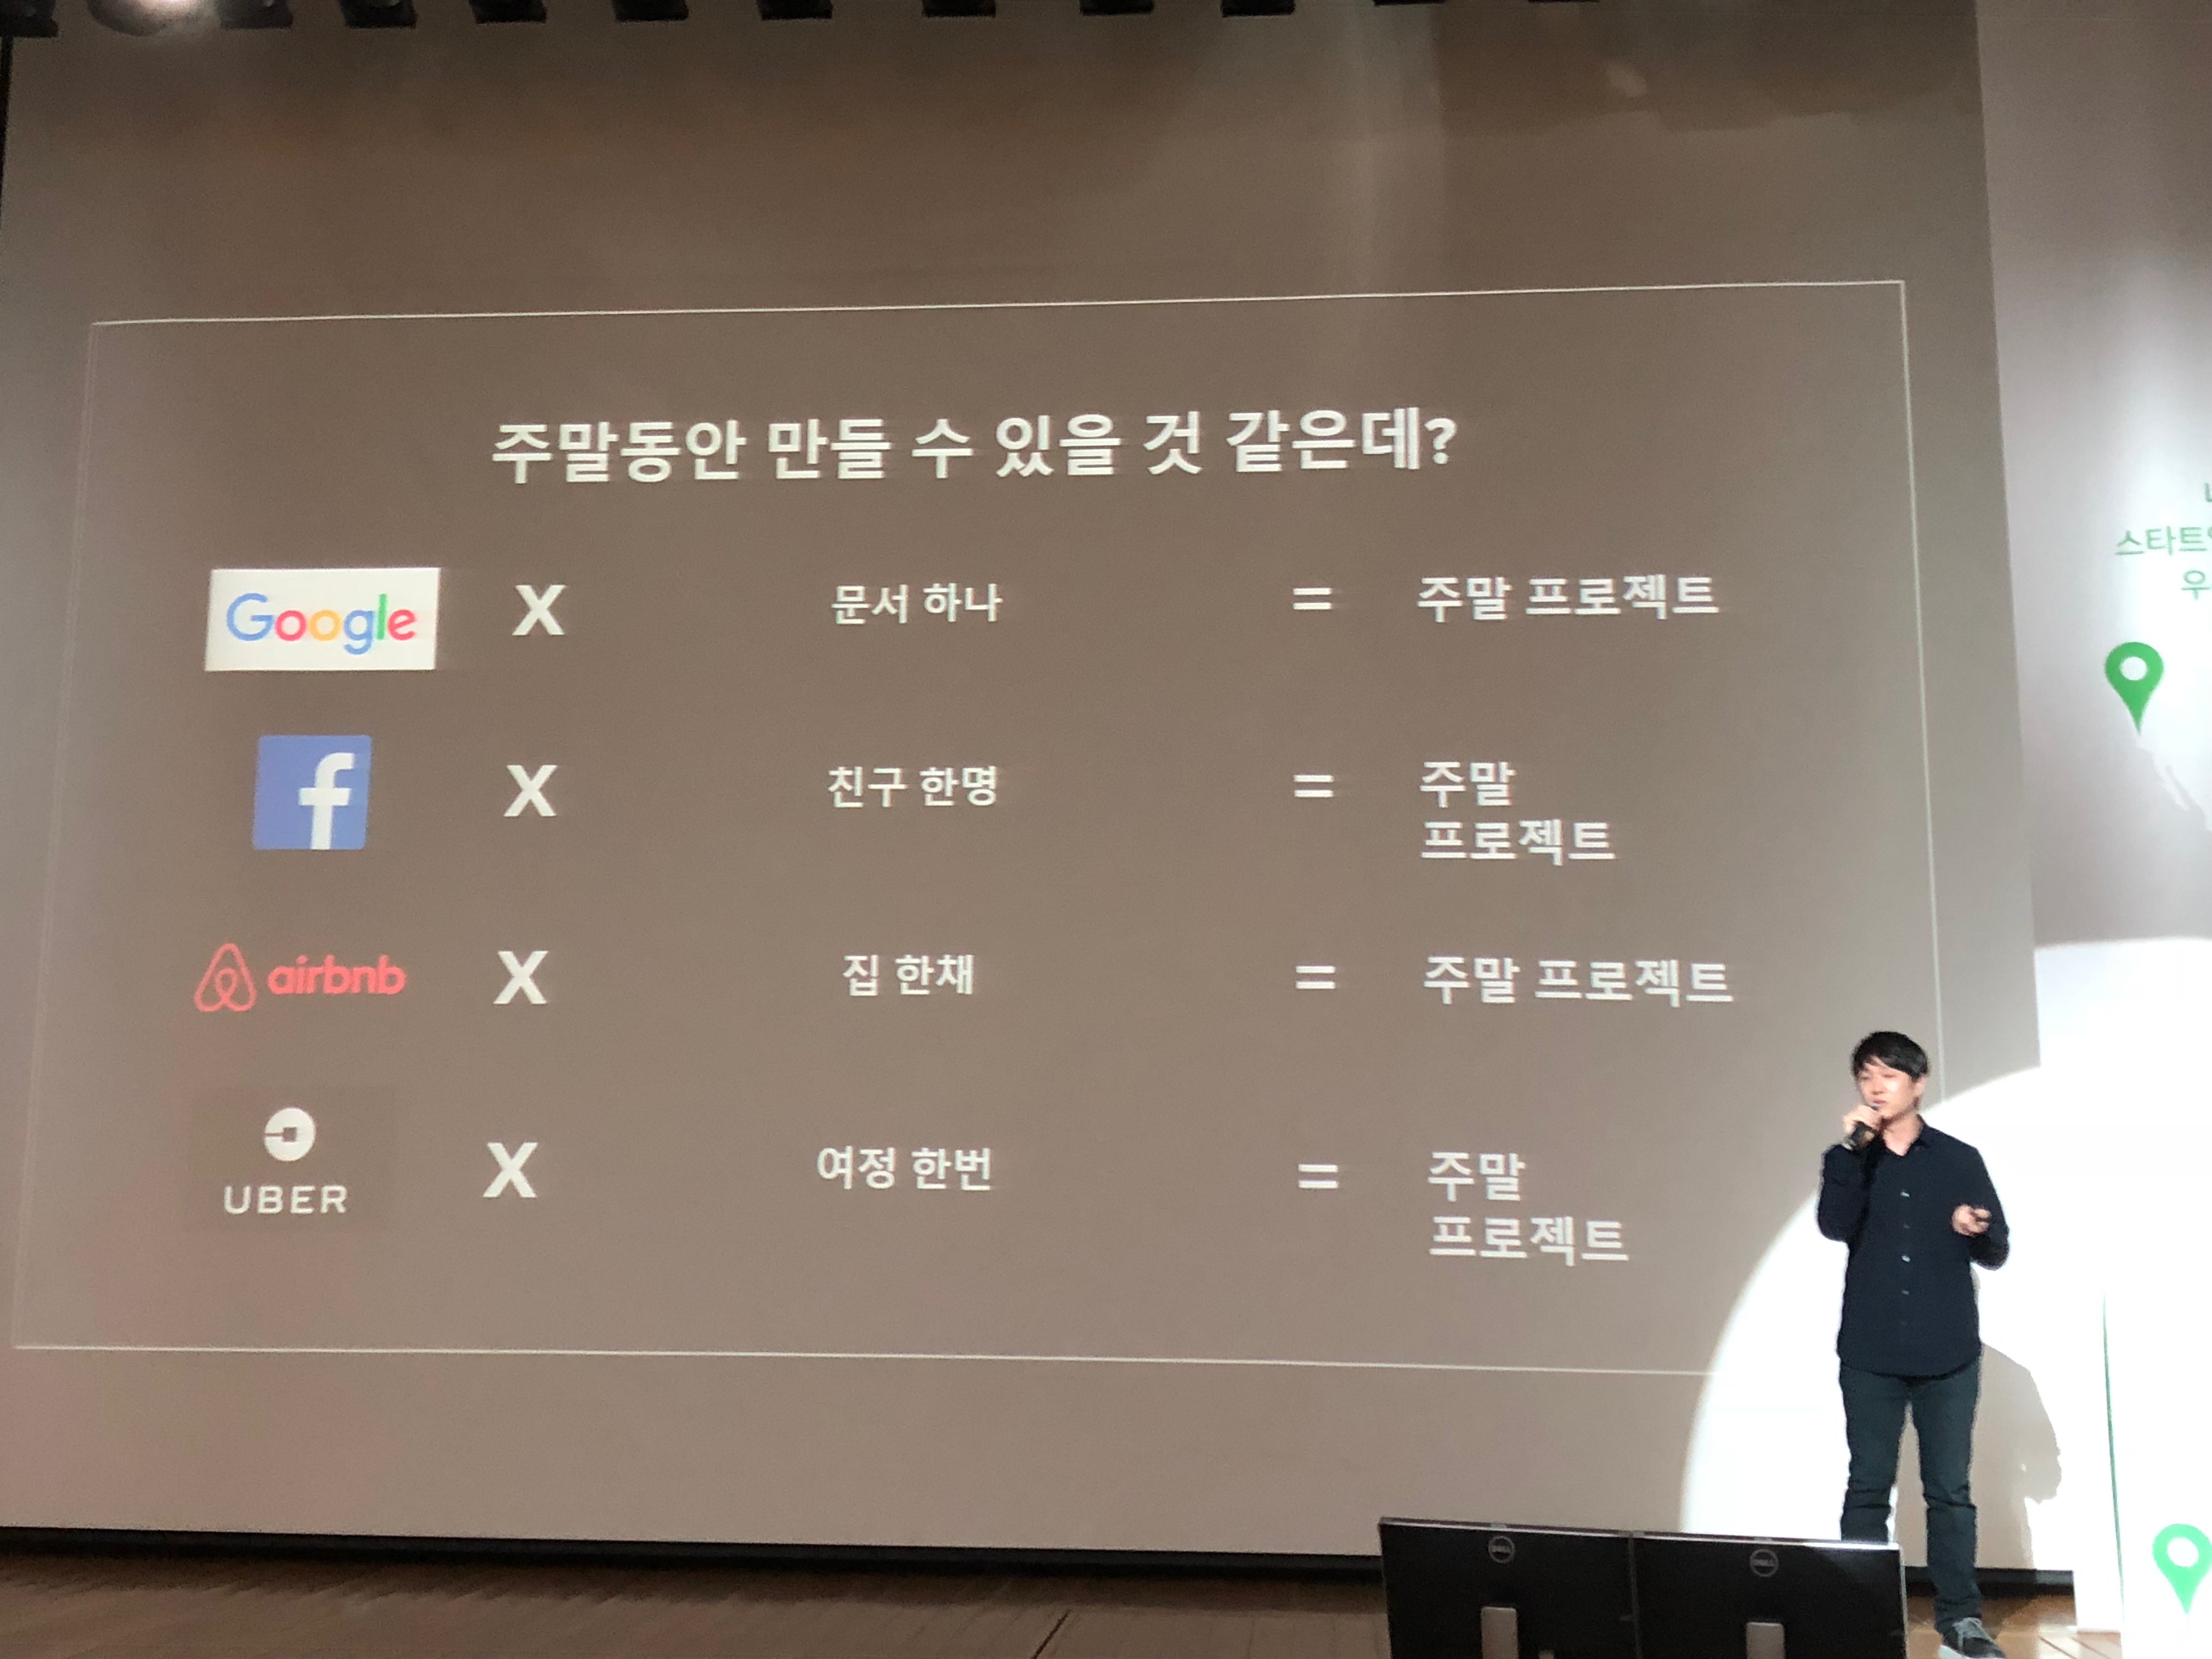 주말동안 만들 수 있을 것 같은데?
Google X 문서 하나 = 주말 프로젝트
f X 친구 한명 = 주말
프로젝트
airbnb X 집 한채 = 주말 프로젝트
UBER X 여정 한번 = 주말
프로젝트
스타트
우
DELL
DELL